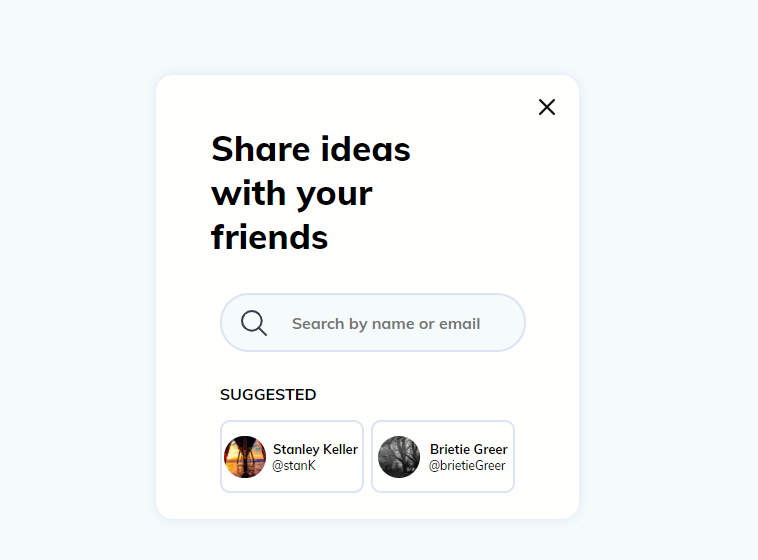 Share ideas
with your
friends
Search by name or email
SUGGESTED
Stanley Keller
@stanK
Brietie Greer
@brietieGreer